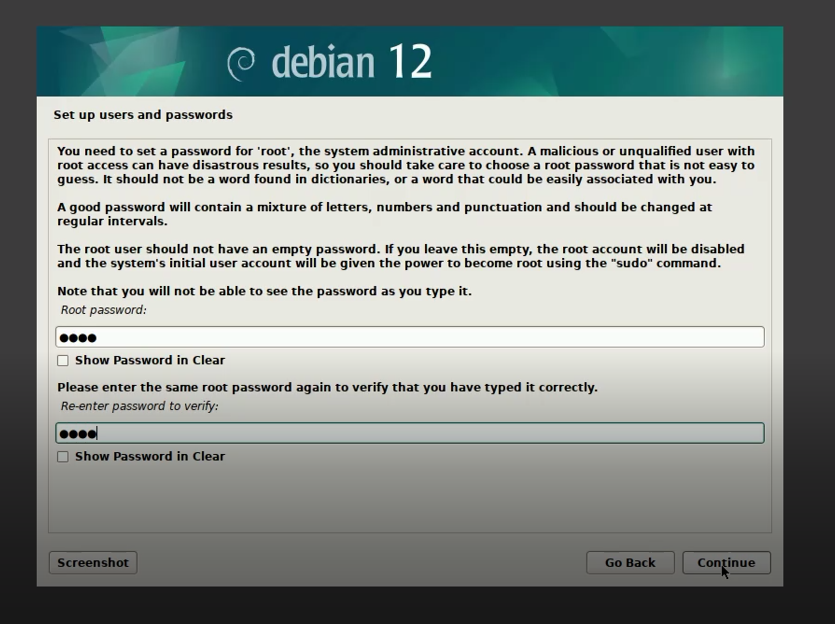 debian 12
Set up users and passwords
You need to set a password for 'root', the system administrative account. A malicious or unqualified user with
root access can have disastrous results, so you should take care to choose a root password that is not easy to
guess. It should not be a word found in dictionaries, or a word that could be easily associated with you.
A good password will contain a mixture of letters, numbers and punctuation and should be changed at
regular intervals.
The root user should not have an empty password. If you leave this empty, the root account will be disabled
and the system's initial user account will be given the power to become root using the "sudo" command.
Note that you will not be able to see the password as you type it.
Root password:
●●●●
Show Password in Clear
Please enter the same root password again to verify that you have typed it correctly.
Re-enter password to verify:
●●●●
Show Password in Clear
Screenshot
Go Back
Continue